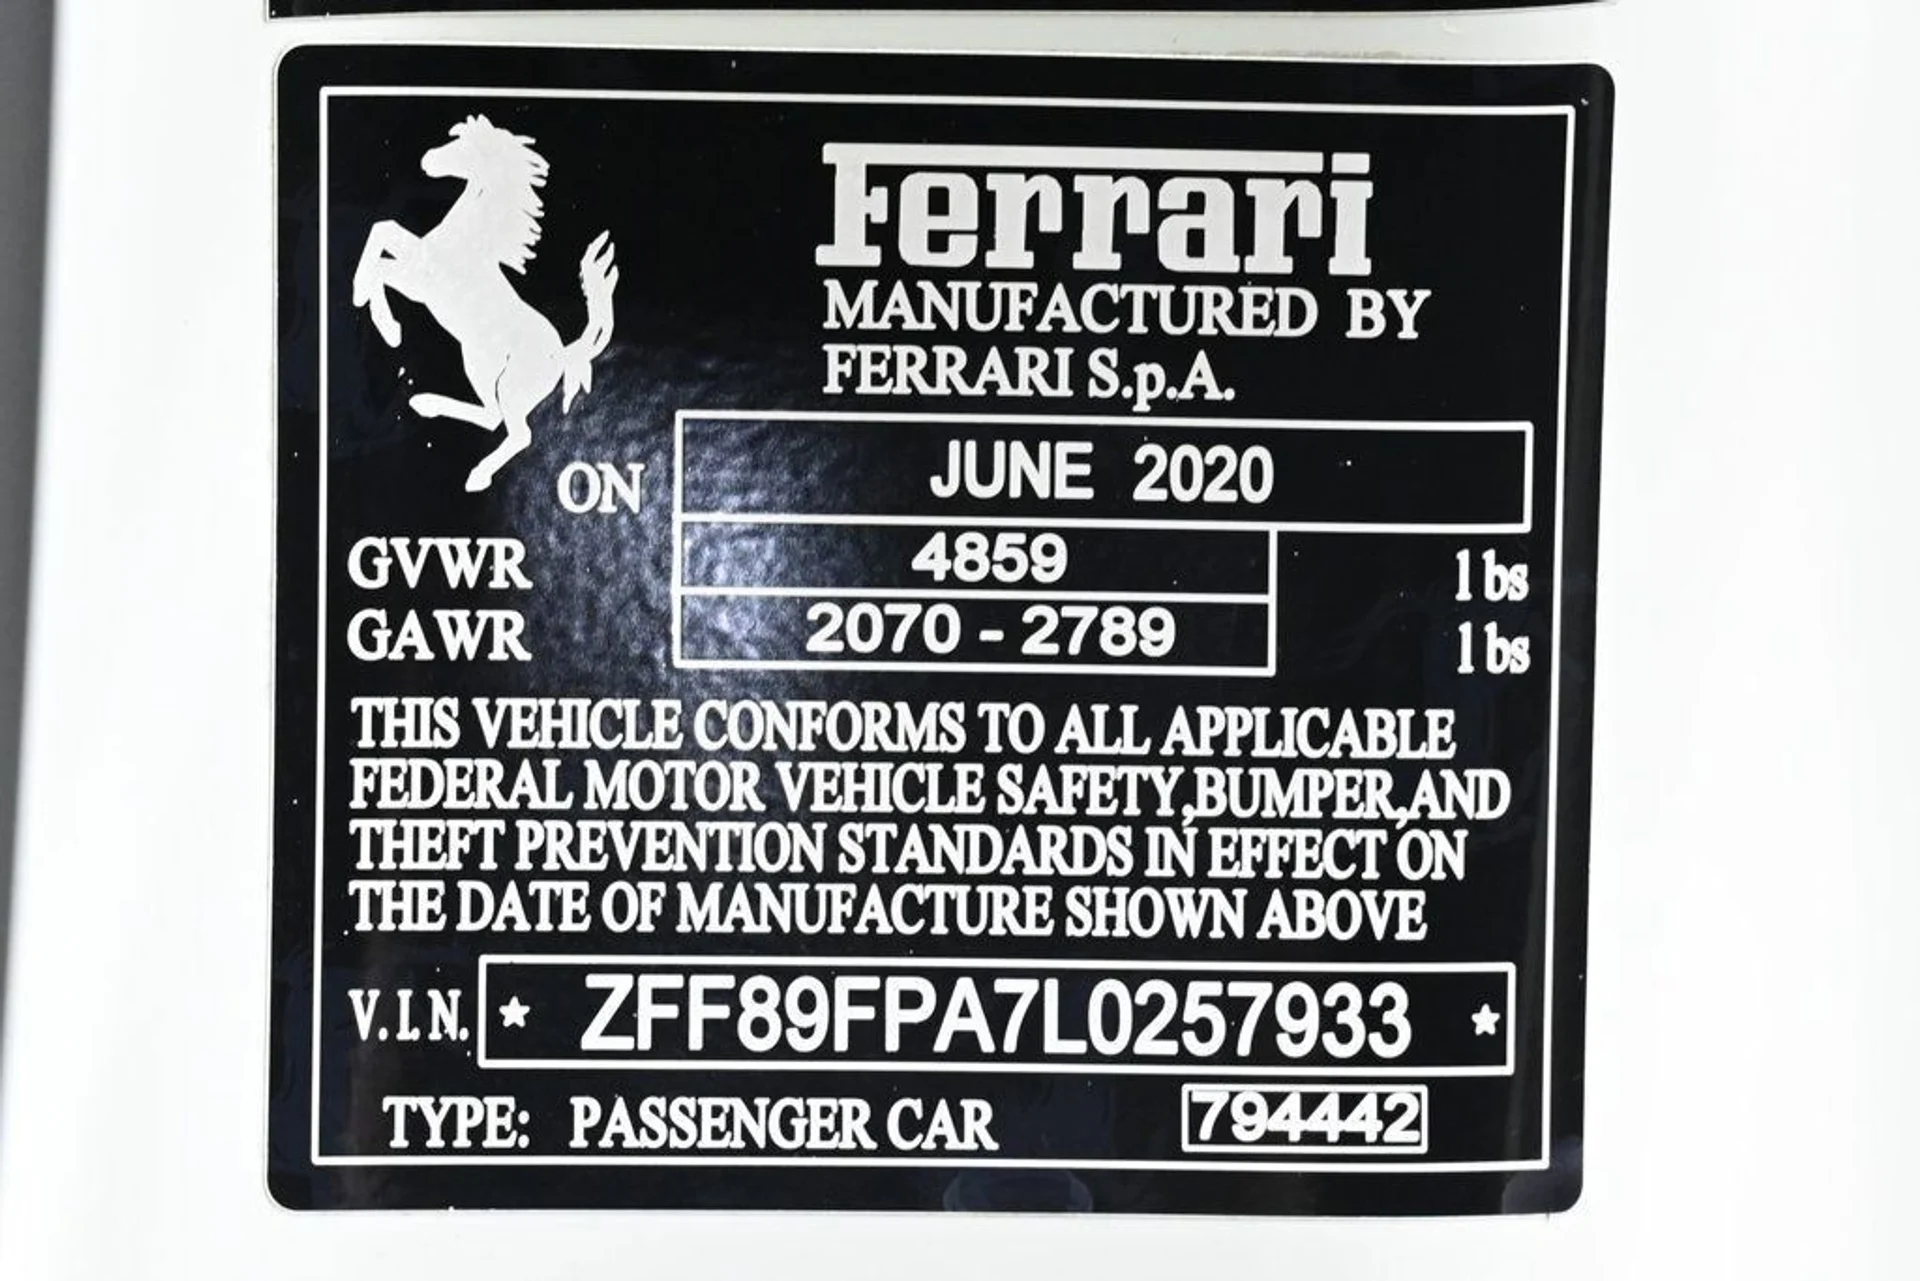 Ferrari
MANUFACTURED BY
FERRARI S.p.A.
ON JUNE 2020
GVWR 4859 lbs
GAWR 2070 - 2789 lbs
THIS VEHICLE CONFORMS TO ALL APPLICABLE
FEDERAL MOTOR VEHICLE SAFETY,BUMPER,AND
THEFT PREVENTION STANDARDS IN EFFECT ON
THE DATE OF MANUFACTURE SHOWN ABOVE
V.I.N. * ZFF89FPA7L0257933 *
TYPE: PASSENGER CAR 794442